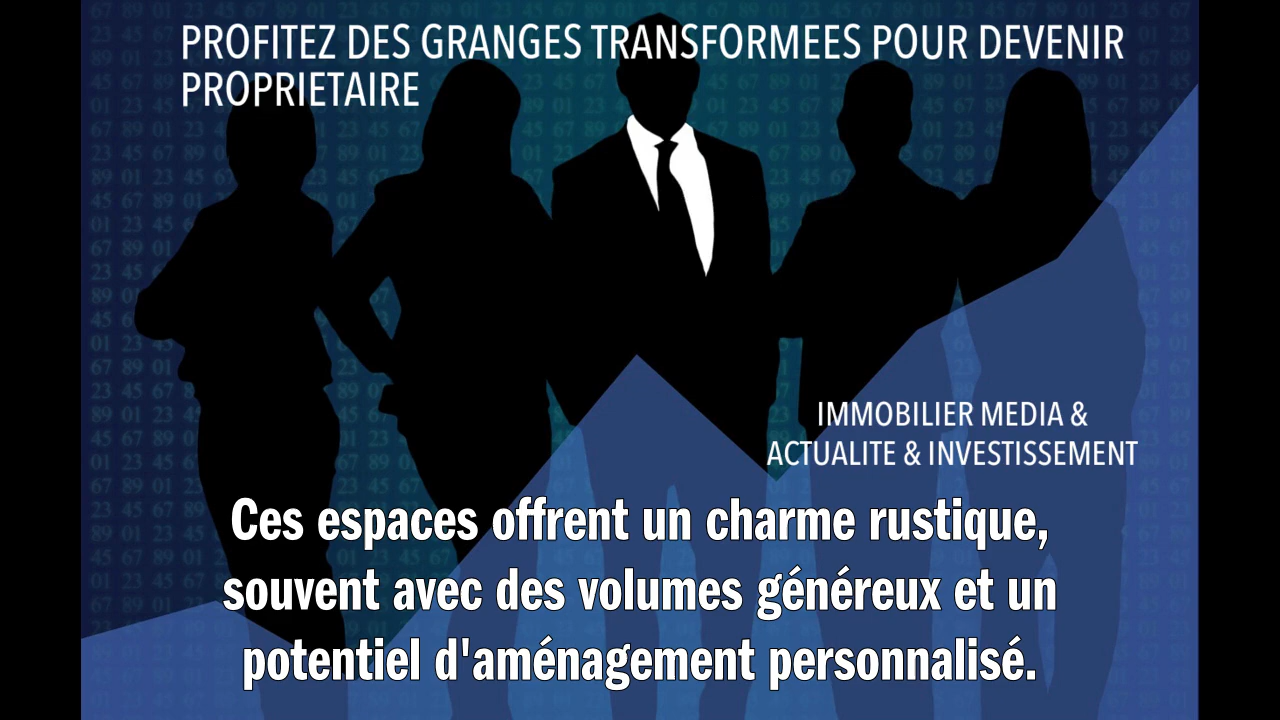 PROFITEZ DES GRANGES TRANSFORMEES POUR DEVENIR
PROPRIETAIRE
IMMOBILIER MEDIA &
ACTUALITE & INVESTISSEMENT
Ces espaces offrent un charme rustique,
souvent avec des volumes généreux et un
potentiel d'aménagement personnalisé.